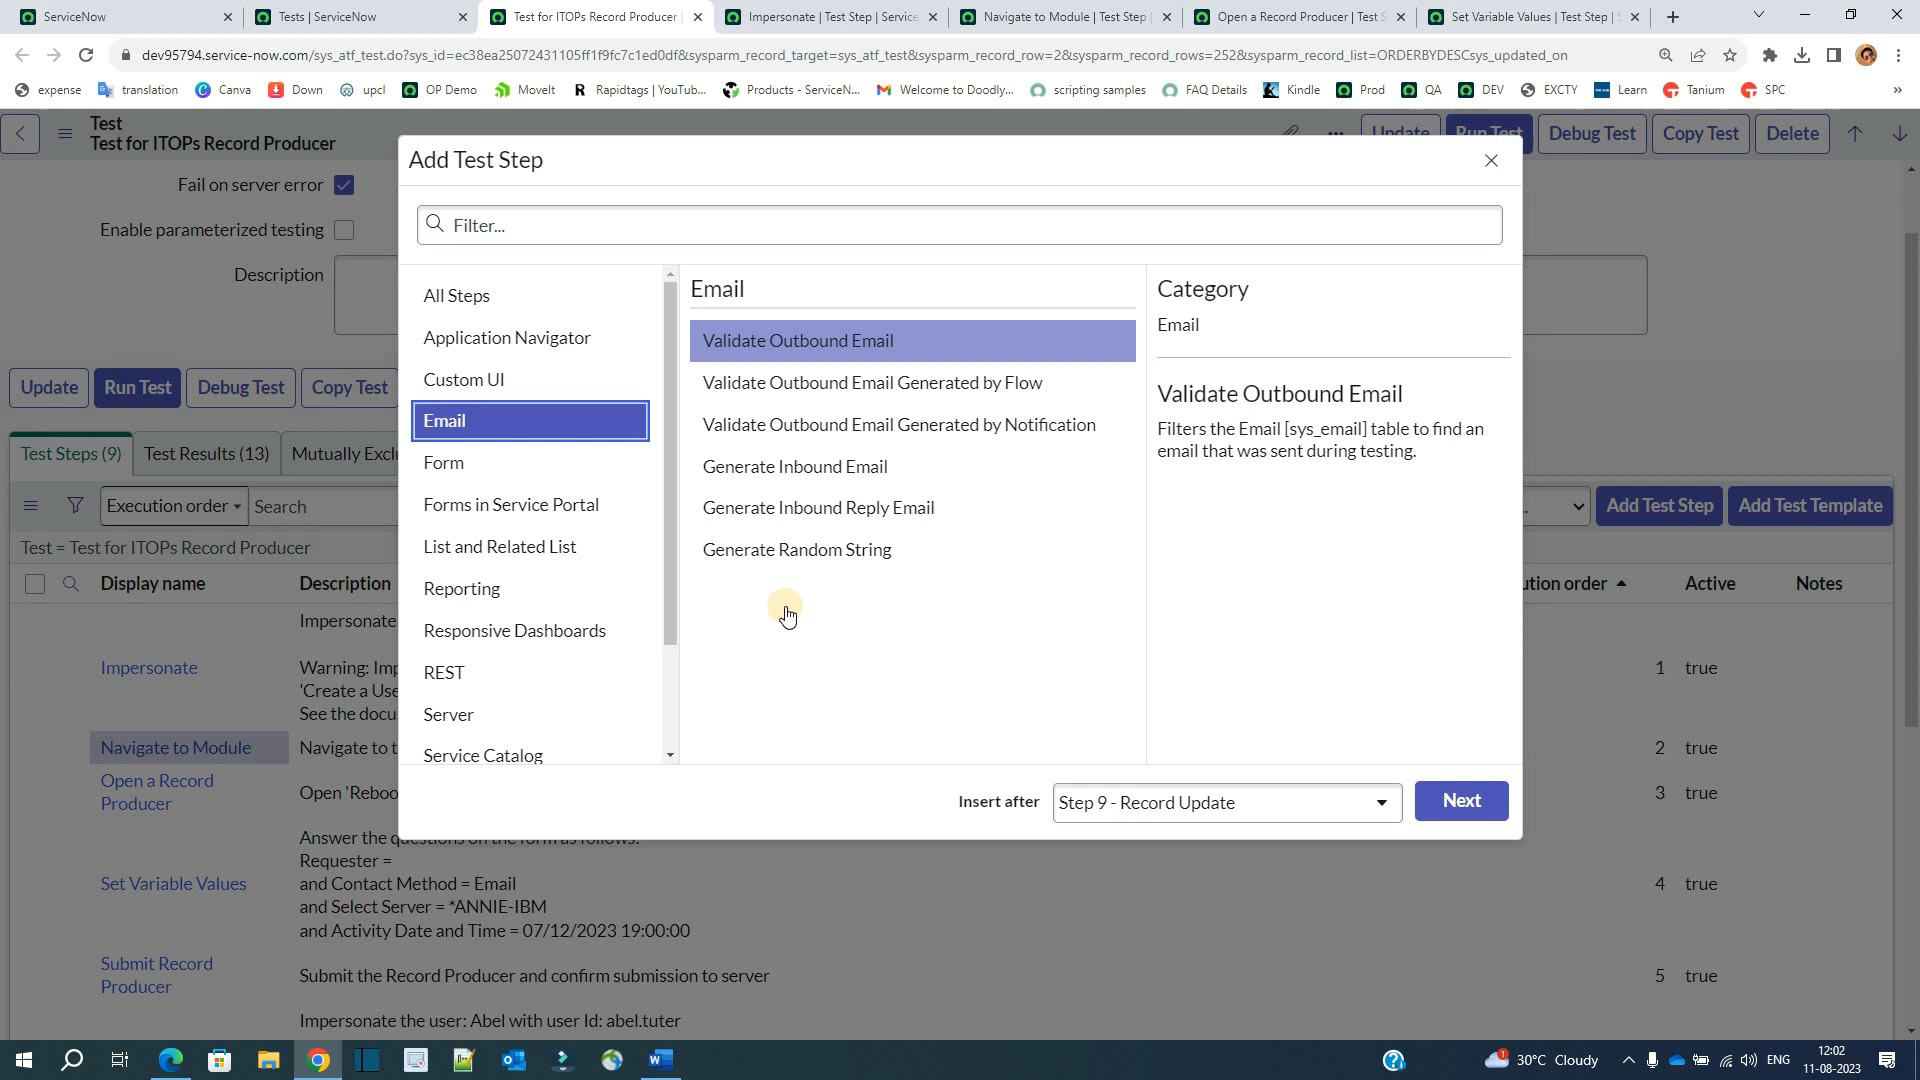 ServiceNow
Tests | ServiceNow
Test for ITOPs Record Producer
Impersonate | Test Step | Service
Navigate to Module | Test Step
Open a Record Producer | Test S
Set Variable Values | Test Step |
dev95794.service-now.com/sys_atf_test.do?sys_id=ec38ea25072431105ff1f9fc7c1ed0df&sysparm_record_target=sys_atf_test&sysparm_record_row=2&sysparm_record_rows=252&sysparm_record_list=ORDERBYDESCsys_updated_on
expense
translation
Canva
Down
upcl
OP Demo
MoveIt
Rapidtags | YouTub...
Products - ServiceN...
Welcome to Doodly...
scripting samples
FAQ Details
Kindle
Prod
QA
DEV
EXCTY
Learn
Tanium
SPC
»
Test
Test for ITOPs Record Producer
Update
Run Test
Debug Test
Copy Test
Delete
Fail on server error
Enable parameterized testing
Description
Update
Run Test
Debug Test
Copy Test
Test Steps (9)
Test Results (13)
Mutually Exclu
Execution order
Search
Add Test Step
Add Test Template
Test = Test for ITOPs Record Producer
Display name
Description
ution order
Active
Notes
Impersonate
Impersonate
Warning: Imp
1
true
'Create a Use
See the docu
Navigate to Module
Navigate to t
2
true
Open a Record
Producer
Open 'Reboo
3
true
Answer the questions on the form as follows:
Requester =
Set Variable Values
and Contact Method = Email
4
true
and Select Server = *ANNIE-IBM
and Activity Date and Time = 07/12/2023 19:00:00
Submit Record
Producer
Submit the Record Producer and confirm submission to server
5
true
Impersonate the user: Abel with user Id: abel.tuter
Add Test Step
Filter...
All Steps
Application Navigator
Custom UI
Email
Form
Forms in Service Portal
List and Related List
Reporting
Responsive Dashboards
REST
Server
Service Catalog
Email
Validate Outbound Email
Validate Outbound Email Generated by Flow
Validate Outbound Email Generated by Notification
Generate Inbound Email
Generate Inbound Reply Email
Generate Random String
Category
Email
Validate Outbound Email
Filters the Email [sys_email] table to find an
email that was sent during testing.
Insert after
Step 9 - Record Update
Next
30°C Cloudy
ENG
12:02
11-08-2023